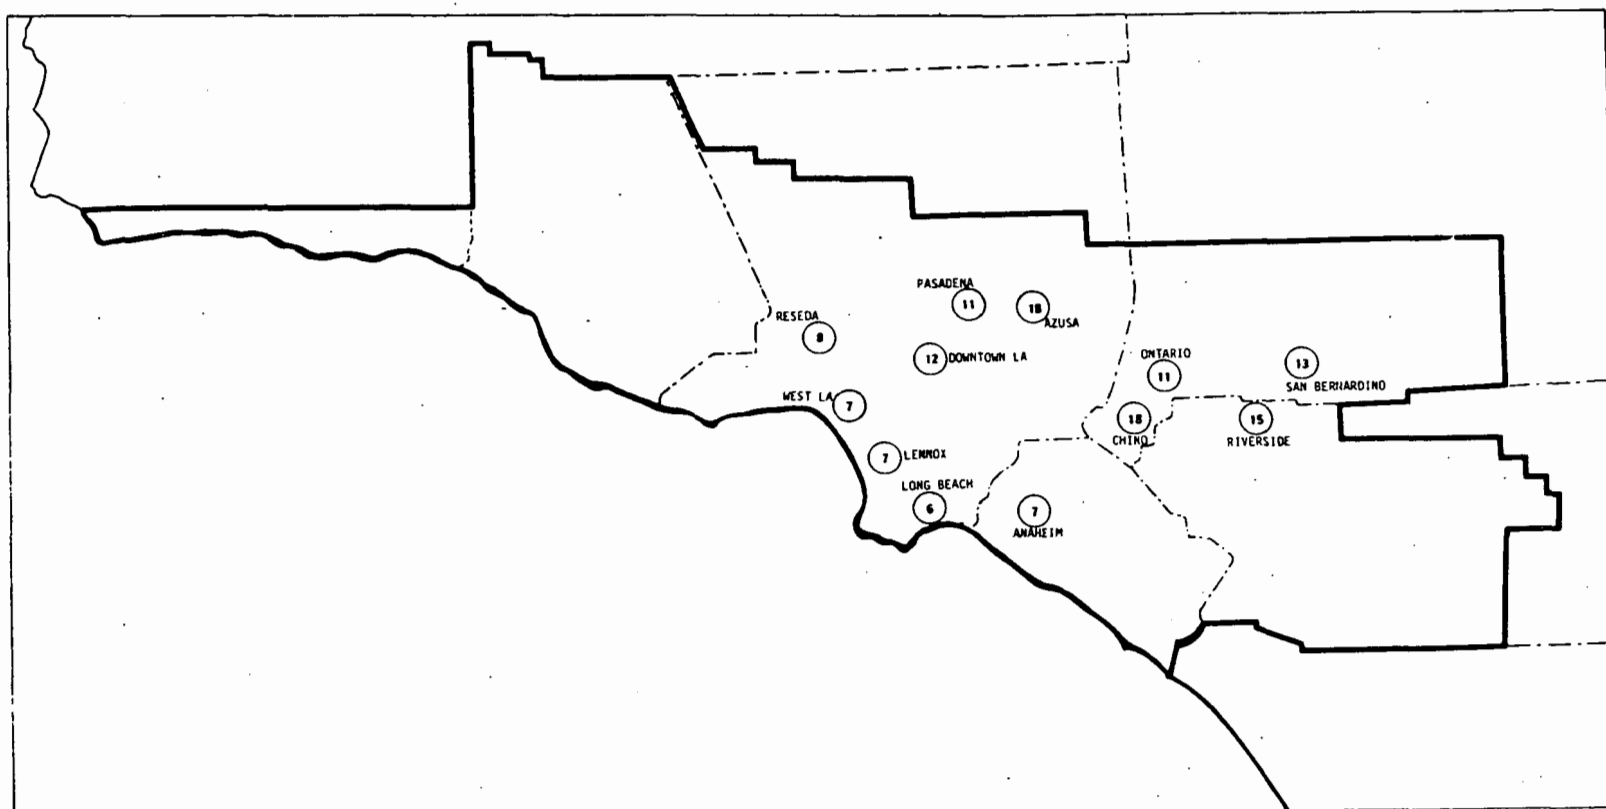 PASADENA
11
18
AZUSA
RESEDA
8
12 DOWNTOWN LA
ONTARIO
11
13
SAN BERNARDINO
WEST LA
7
18
CHINO
15
RIVERSIDE
7 LENNOX
LONG BEACH
6
7
ANAHEIM